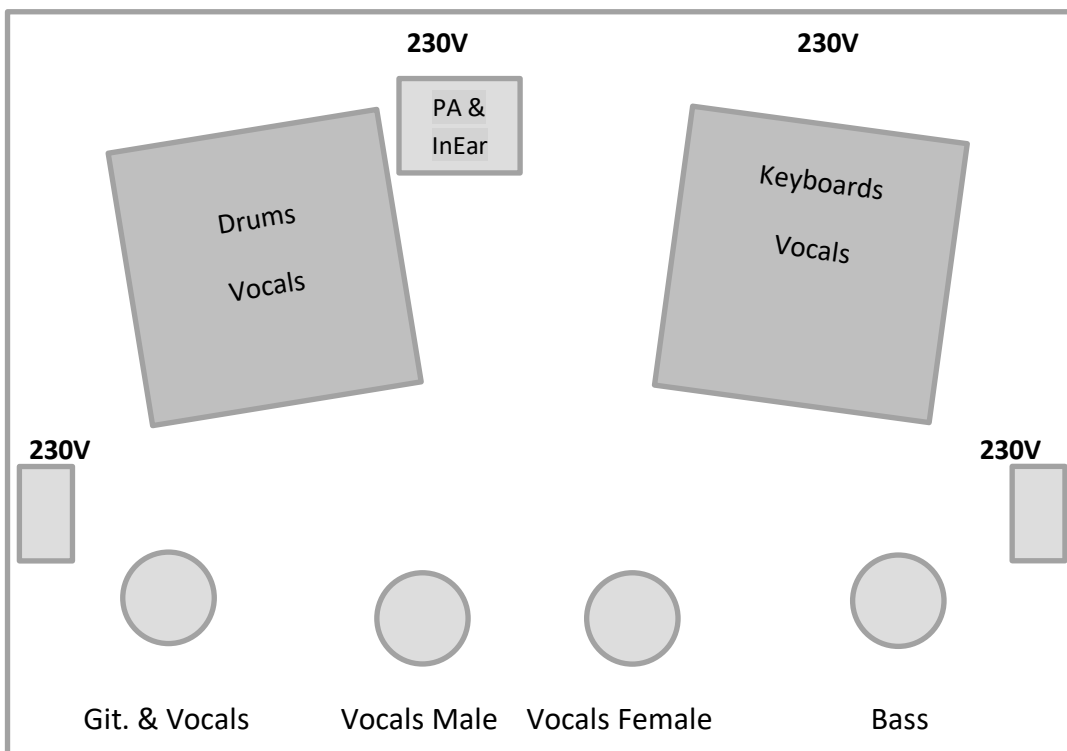 230V
230V
PA &
InEar
Drums
Vocals
Keyboards
Vocals
230V
230V
Git. & Vocals
Vocals Male
Vocals Female
Bass